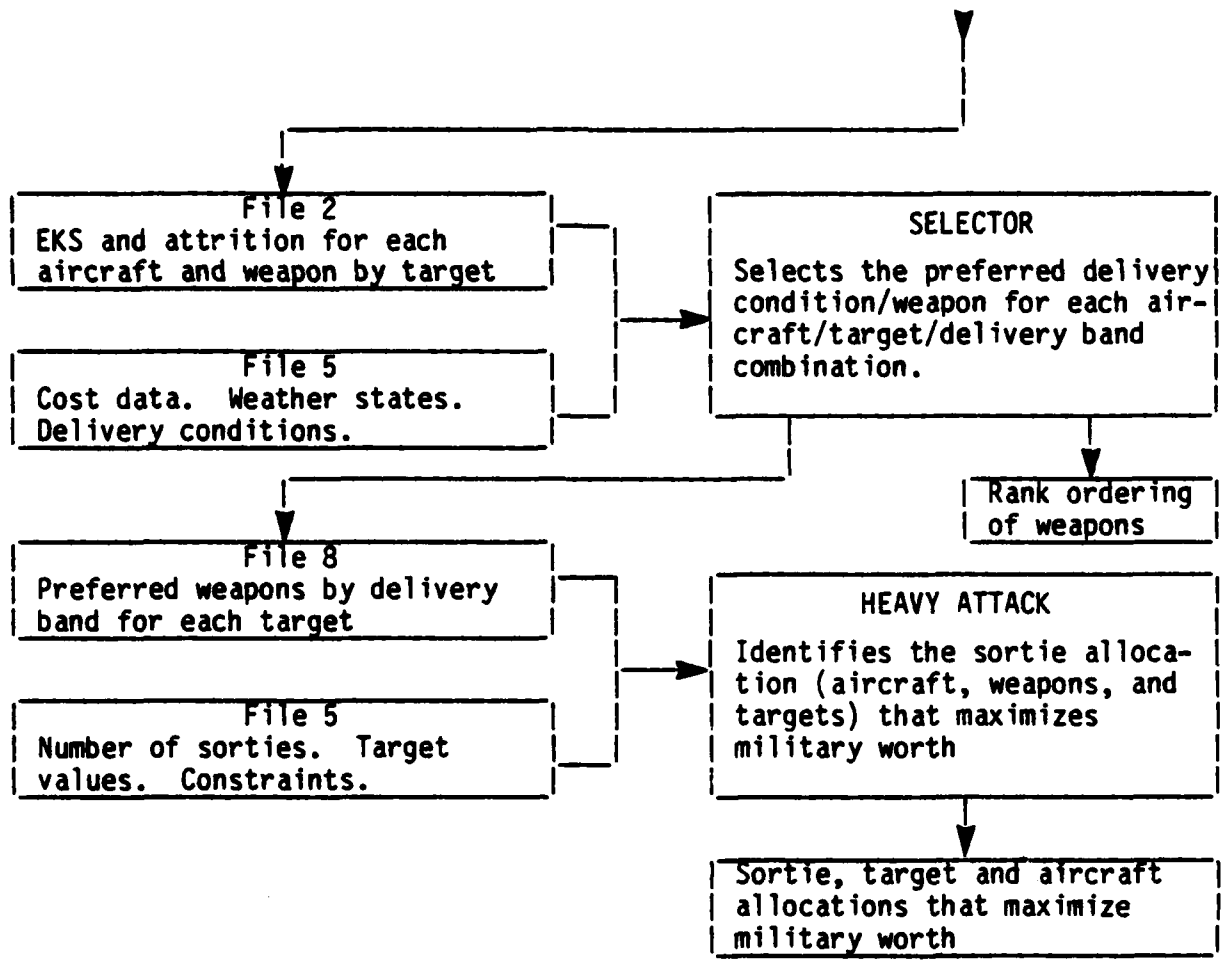 File 2
EKS and attrition for each
aircraft and weapon by target
SELECTOR
Selects the preferred delivery
condition/weapon for each air-
craft/target/delivery band
combination.
File 5
Cost data. Weather states.
Delivery conditions.
Rank ordering
of weapons
File 8
Preferred weapons by delivery
band for each target
HEAVY ATTACK
Identifies the sortie alloca-
tion (aircraft, weapons, and
targets) that maximizes
military worth
File 5
Number of sorties. Target
values. Constraints.
Sortie, target and aircraft
allocations that maximize
military worth